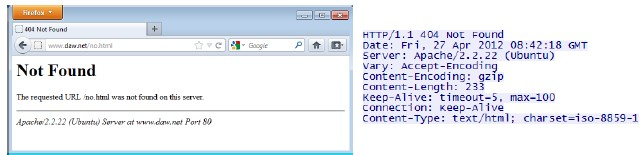 Firefox
404 Not Found
www.daw.net/no.html
Google
Not Found
The requested URL /no.html was not found on this server.
Apache/2.2.22 (Ubuntu) Server at www.daw.net Port 80
HTTP/1.1 404 Not Found
Date: Fri, 27 Apr 2012 08:42:18 GMT
Server: Apache/2.2.22 (Ubuntu)
Vary: Accept-Encoding
Content-Encoding: gzip
Content-Length: 233
Keep-Alive: timeout=5, max=100
Connection: Keep-Alive
Content-Type: text/html; charset=iso-8859-1